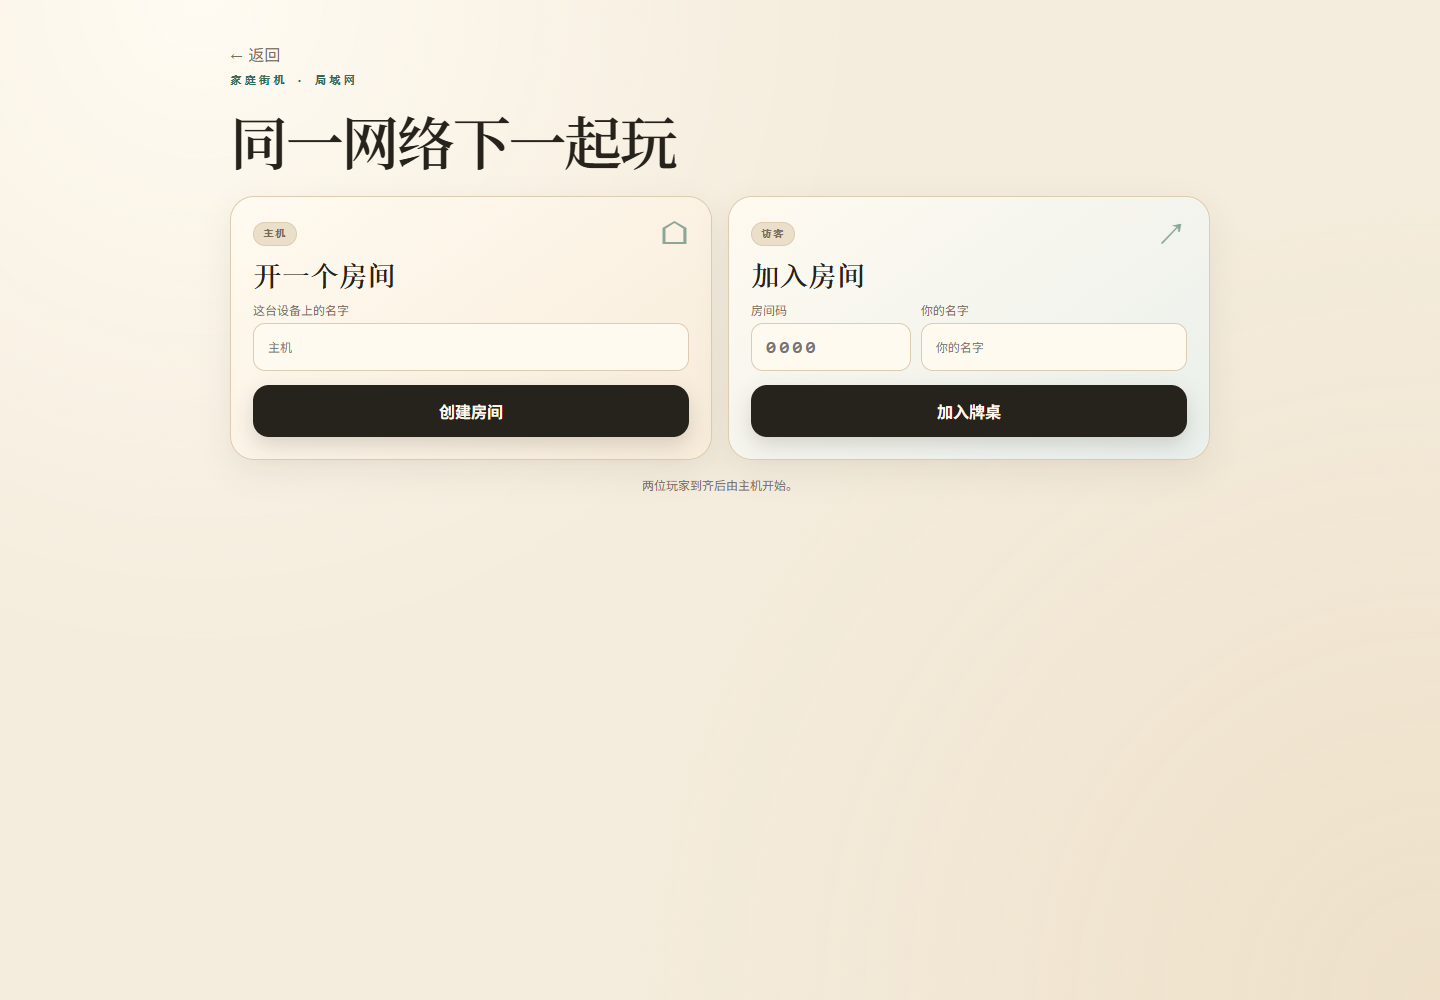 ← 返回
家庭街机 · 局域网
同一网络下一起玩
主机
开一个房间
这台设备上的名字
主机
创建房间
访客
加入房间
房间码
你的名字
0000
你的名字
加入牌桌
两位玩家到齐后由主机开始。